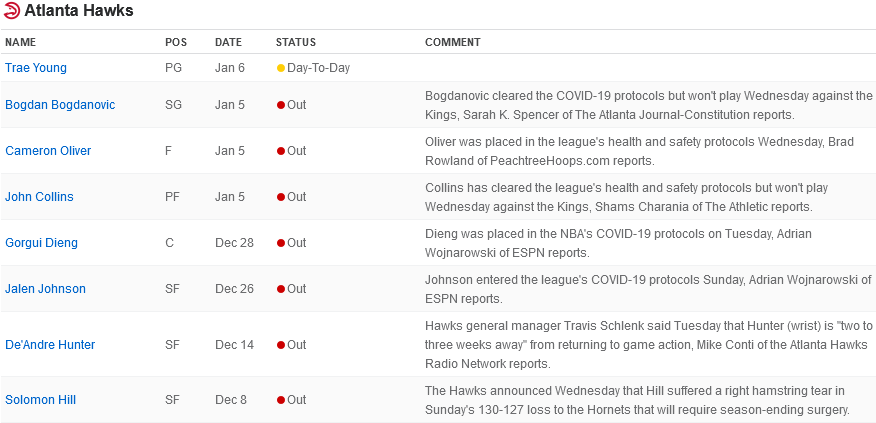 Atlanta Hawks
NAME POS DATE STATUS COMMENT
Trae Young PG Jan 6 Day-To-Day
Bogdan Bogdanovic SG Jan 5 Out Bogdanovic cleared the COVID-19 protocols but won't play Wednesday against the
Kings, Sarah K. Spencer of The Atlanta Journal-Constitution reports.
Cameron Oliver F Jan 5 Out Oliver was placed in the league's health and safety protocols Wednesday, Brad
Rowland of PeachtreeHoops.com reports.
John Collins PF Jan 5 Out Collins has cleared the league's health and safety protocols but won't play
Wednesday against the Kings, Shams Charania of The Athletic reports.
Gorgui Dieng C Dec 28 Out Dieng was placed in the NBA's COVID-19 protocols on Tuesday, Adrian
Wojnarowski of ESPN reports.
Jalen Johnson SF Dec 26 Out Johnson entered the league's COVID-19 protocols Sunday, Adrian Wojnarowski of
ESPN reports.
De'Andre Hunter SF Dec 14 Out Hawks general manager Travis Schlenk said Tuesday that Hunter (wrist) is "two to
three weeks away" from returning to game action, Mike Conti of the Atlanta Hawks
Radio Network reports.
Solomon Hill SF Dec 8 Out The Hawks announced Wednesday that Hill suffered a right hamstring tear in
Sunday's 130-127 loss to the Hornets that will require season-ending surgery.